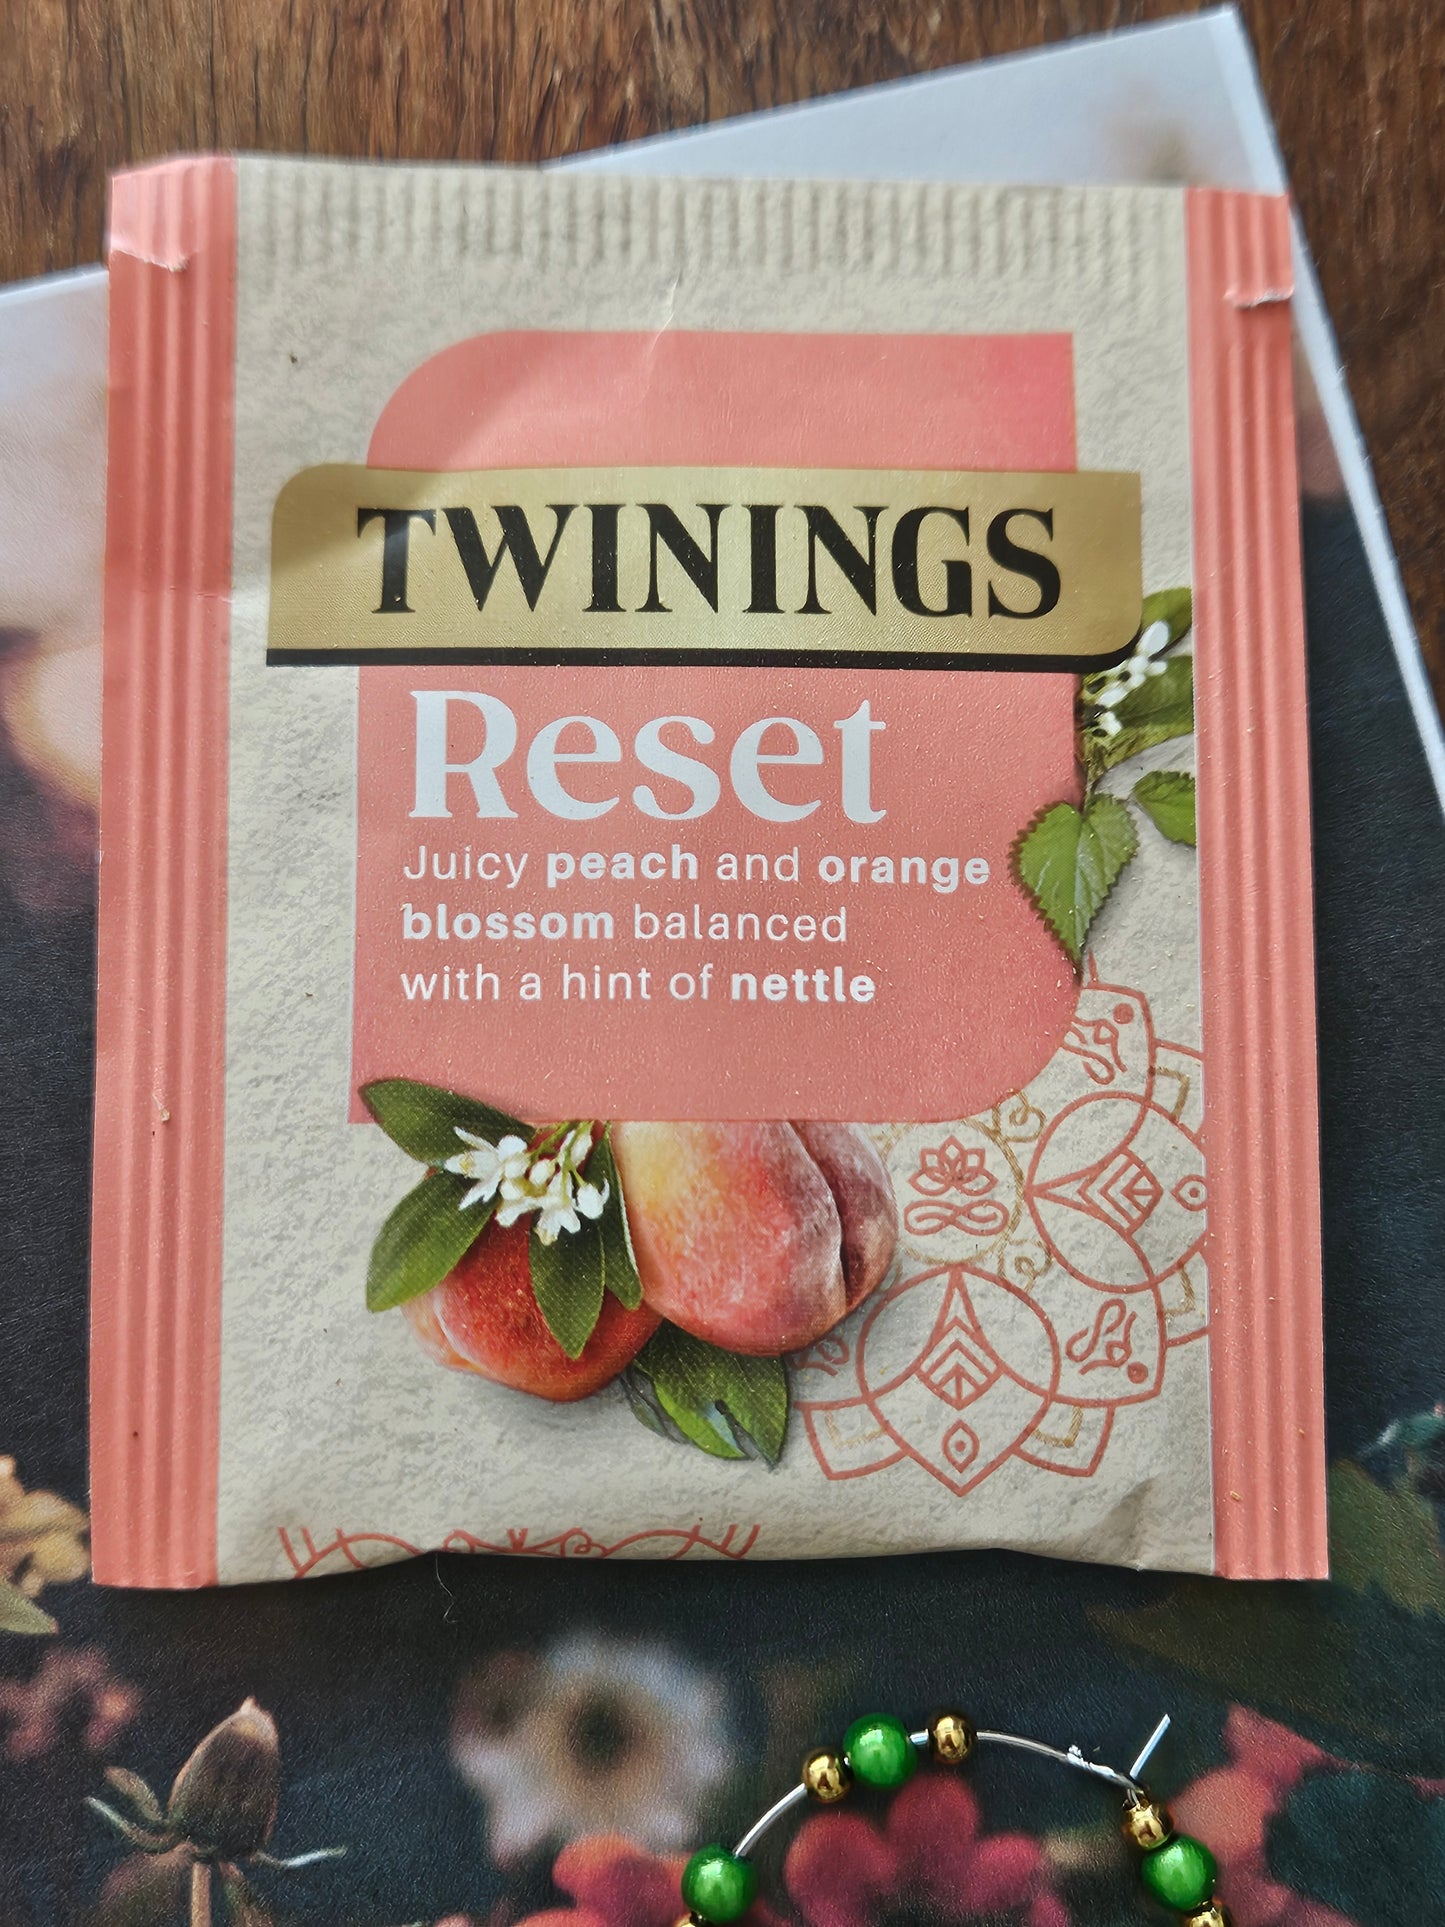 TWININGS
Reset
Juicy peach and orange
blossom balanced
with a hint of nettle